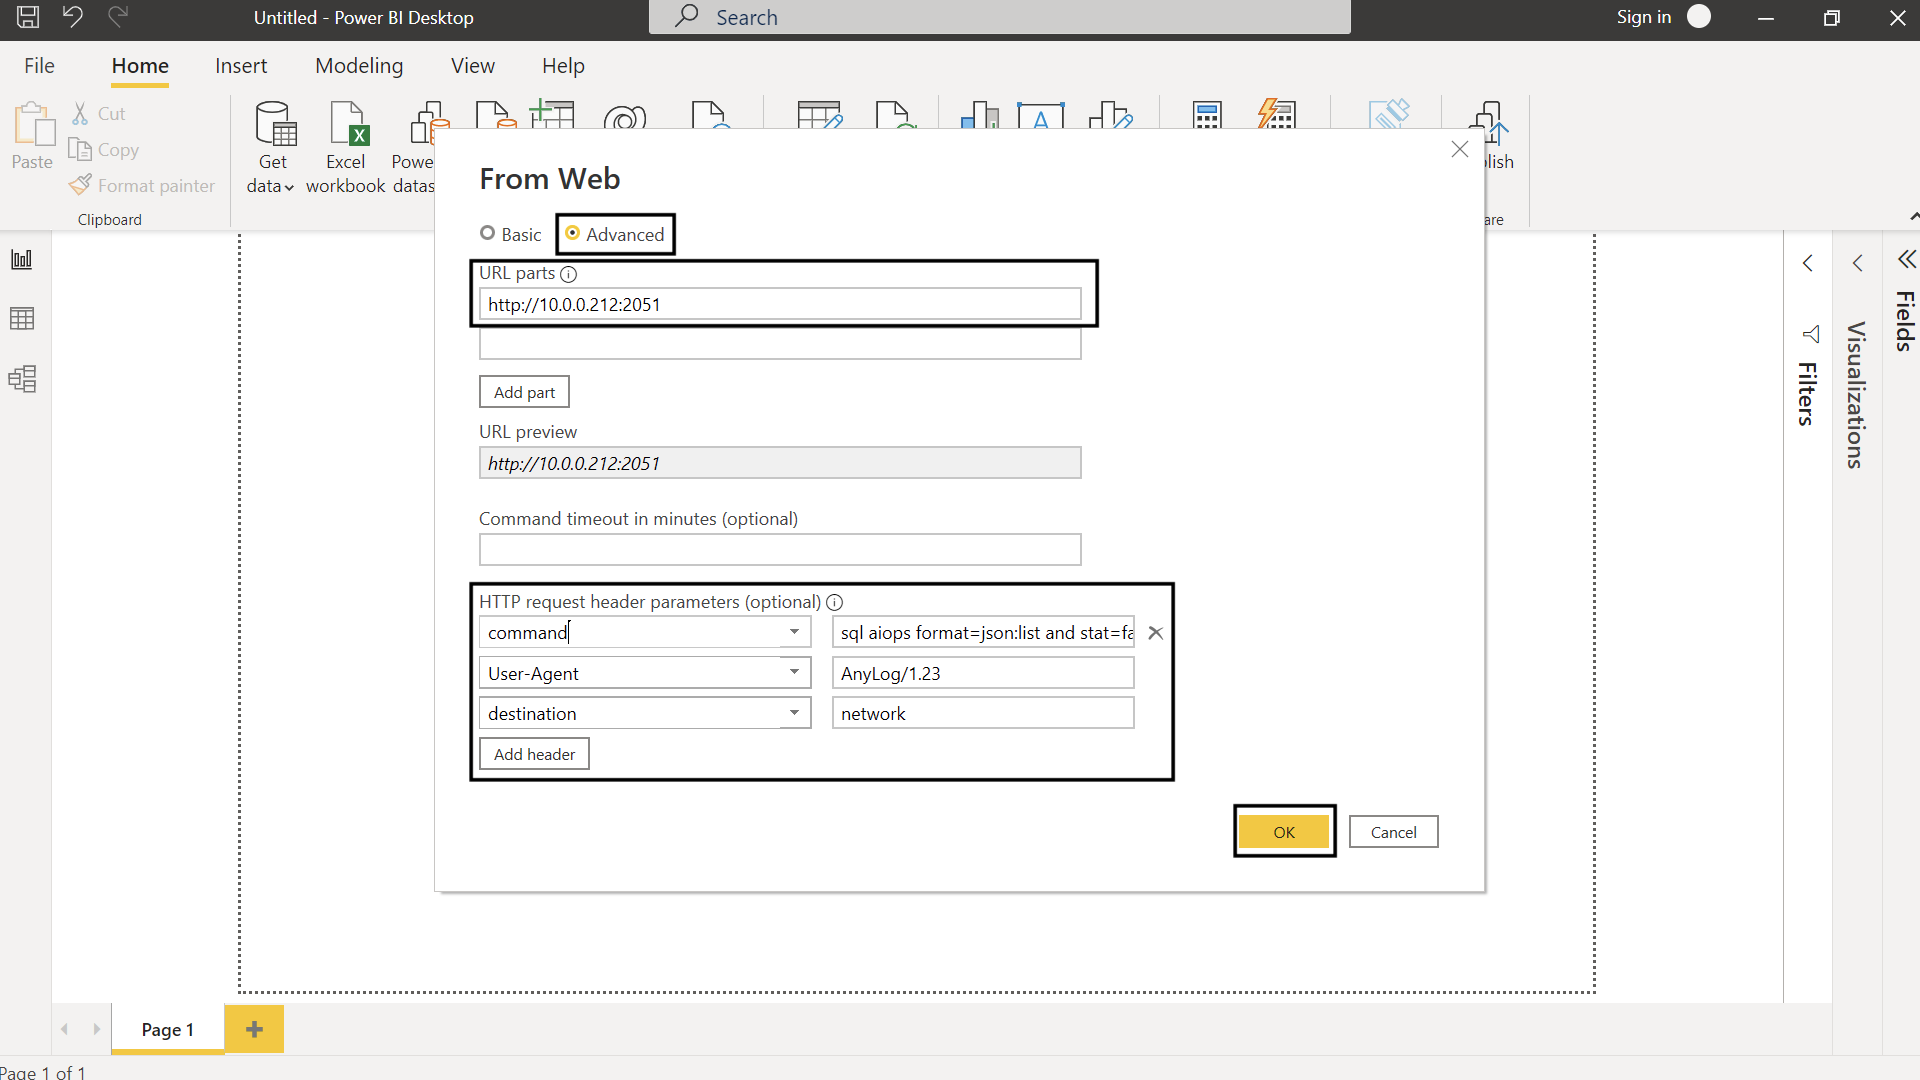 Untitled - Power BI Desktop
Search
Sign in
File
Home
Insert
Modeling
View
Help
Paste
Cut
Copy
Format painter
Clipboard
Get
data
Excel
workbook
Powe
datas
lish
are
From Web
Basic
Advanced
URL parts
http://10.0.0.212:2051
Add part
URL preview
http://10.0.0.212:2051
Command timeout in minutes (optional)
HTTP request header parameters (optional)
command
sql aiops format=json:list and stat=fa
User-Agent
AnyLog/1.23
destination
network
Add header
OK
Cancel
Filters
Visualizations
Fields
Page 1
Page 1 of 1